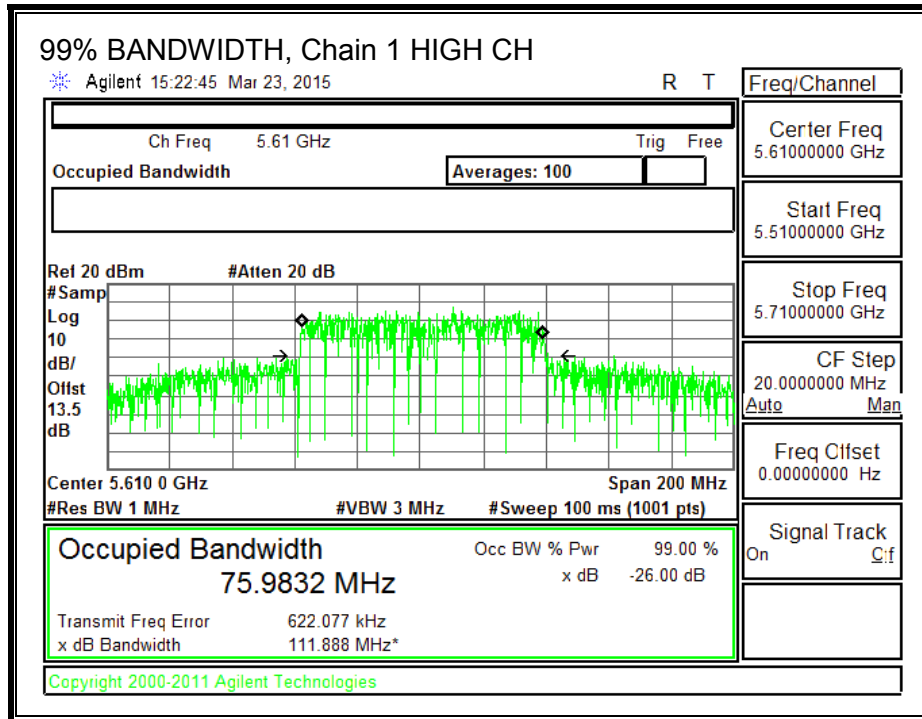 99% BANDWIDTH, Chain 1 HIGH CH
Agilent 15:22:45 Mar 23, 2015 R T
Freq/Channel
Ch Freq 5.61 GHz Trig Free
Occupied Bandwidth Averages: 100
Center Freq
5.61000000 GHz
Start Freq
5.51000000 GHz
Stop Freq
5.71000000 GHz
CF Step
20.0000000 MHz
Auto Man
Freq Offset
0.00000000 Hz
Signal Track
On Off
Ref 20 dBm #Atten 20 dB
#Samp
Log
10
dB/
Offst
13.5
dB
Center 5.610 0 GHz Span 200 MHz
#Res BW 1 MHz #VBW 3 MHz #Sweep 100 ms (1001 pts)
Occupied Bandwidth Occ BW % Pwr 99.00 %
75.9832 MHz x dB -26.00 dB
Transmit Freq Error 622.077 kHz
x dB Bandwidth 111.888 MHz*
Copyright 2000-2011 Agilent Technologies